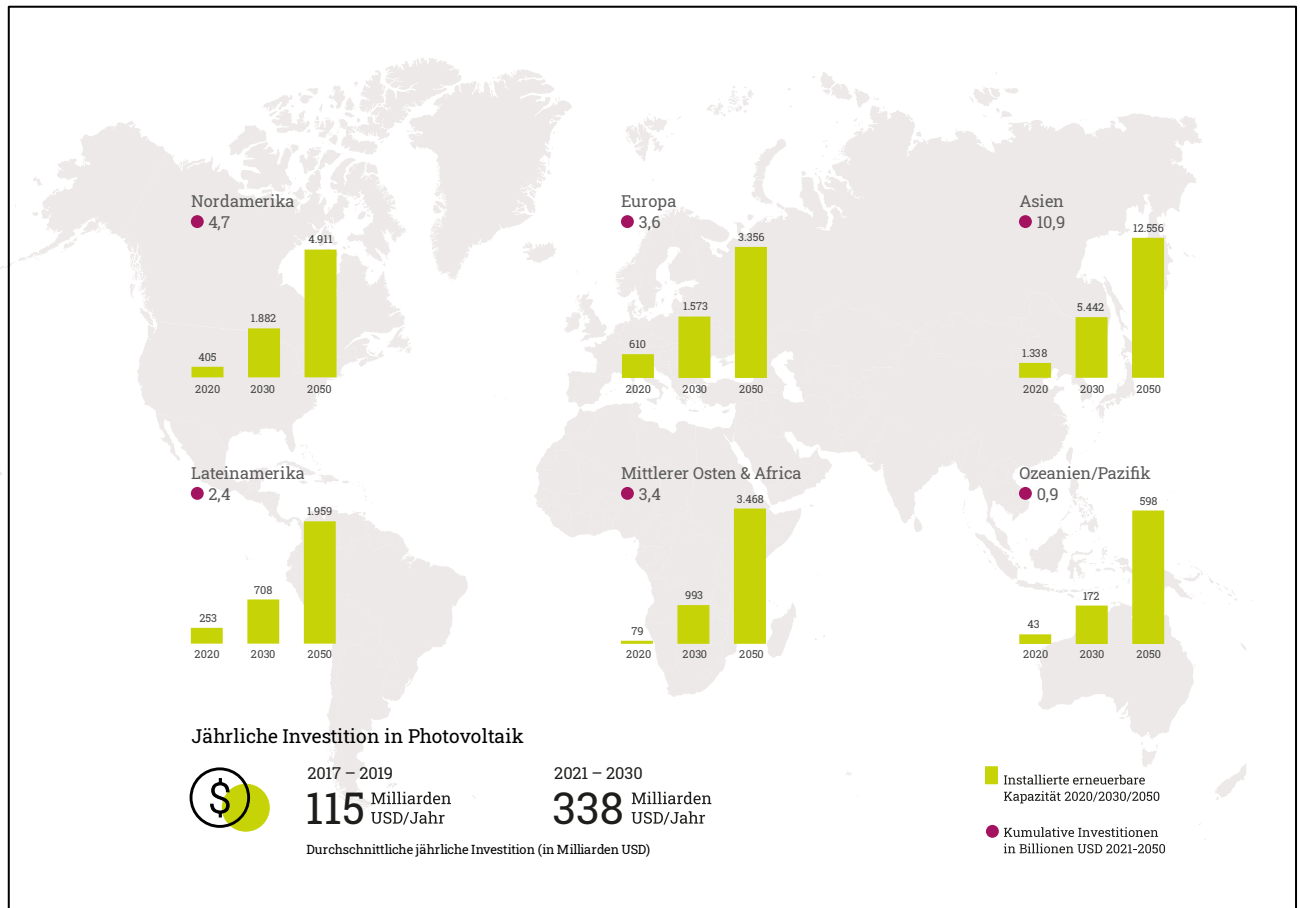 Nordamerika
4,7
4.911
1.882
405
2020
2030
2050
Europa
3,6
3.356
1.573
610
2020
2030
2050
Asien
10,9
12.556
5.442
1.338
2020
2030
2050
Lateinamerika
2,4
1.959
708
253
2020
2030
2050
Mittlerer Osten & Africa
3,4
3.468
993
79
2020
2030
2050
Ozeanien/Pazifik
0,9
598
172
43
2020
2030
2050
Jährliche Investition in Photovoltaik
$
2017 – 2019
115 Milliarden
USD/Jahr
2021 – 2030
338 Milliarden
USD/Jahr
Durchschnittliche jährliche Investition (in Milliarden USD)
Installierte erneuerbare
Kapazität 2020/2030/2050
Kumulative Investitionen
in Billionen USD 2021-2050